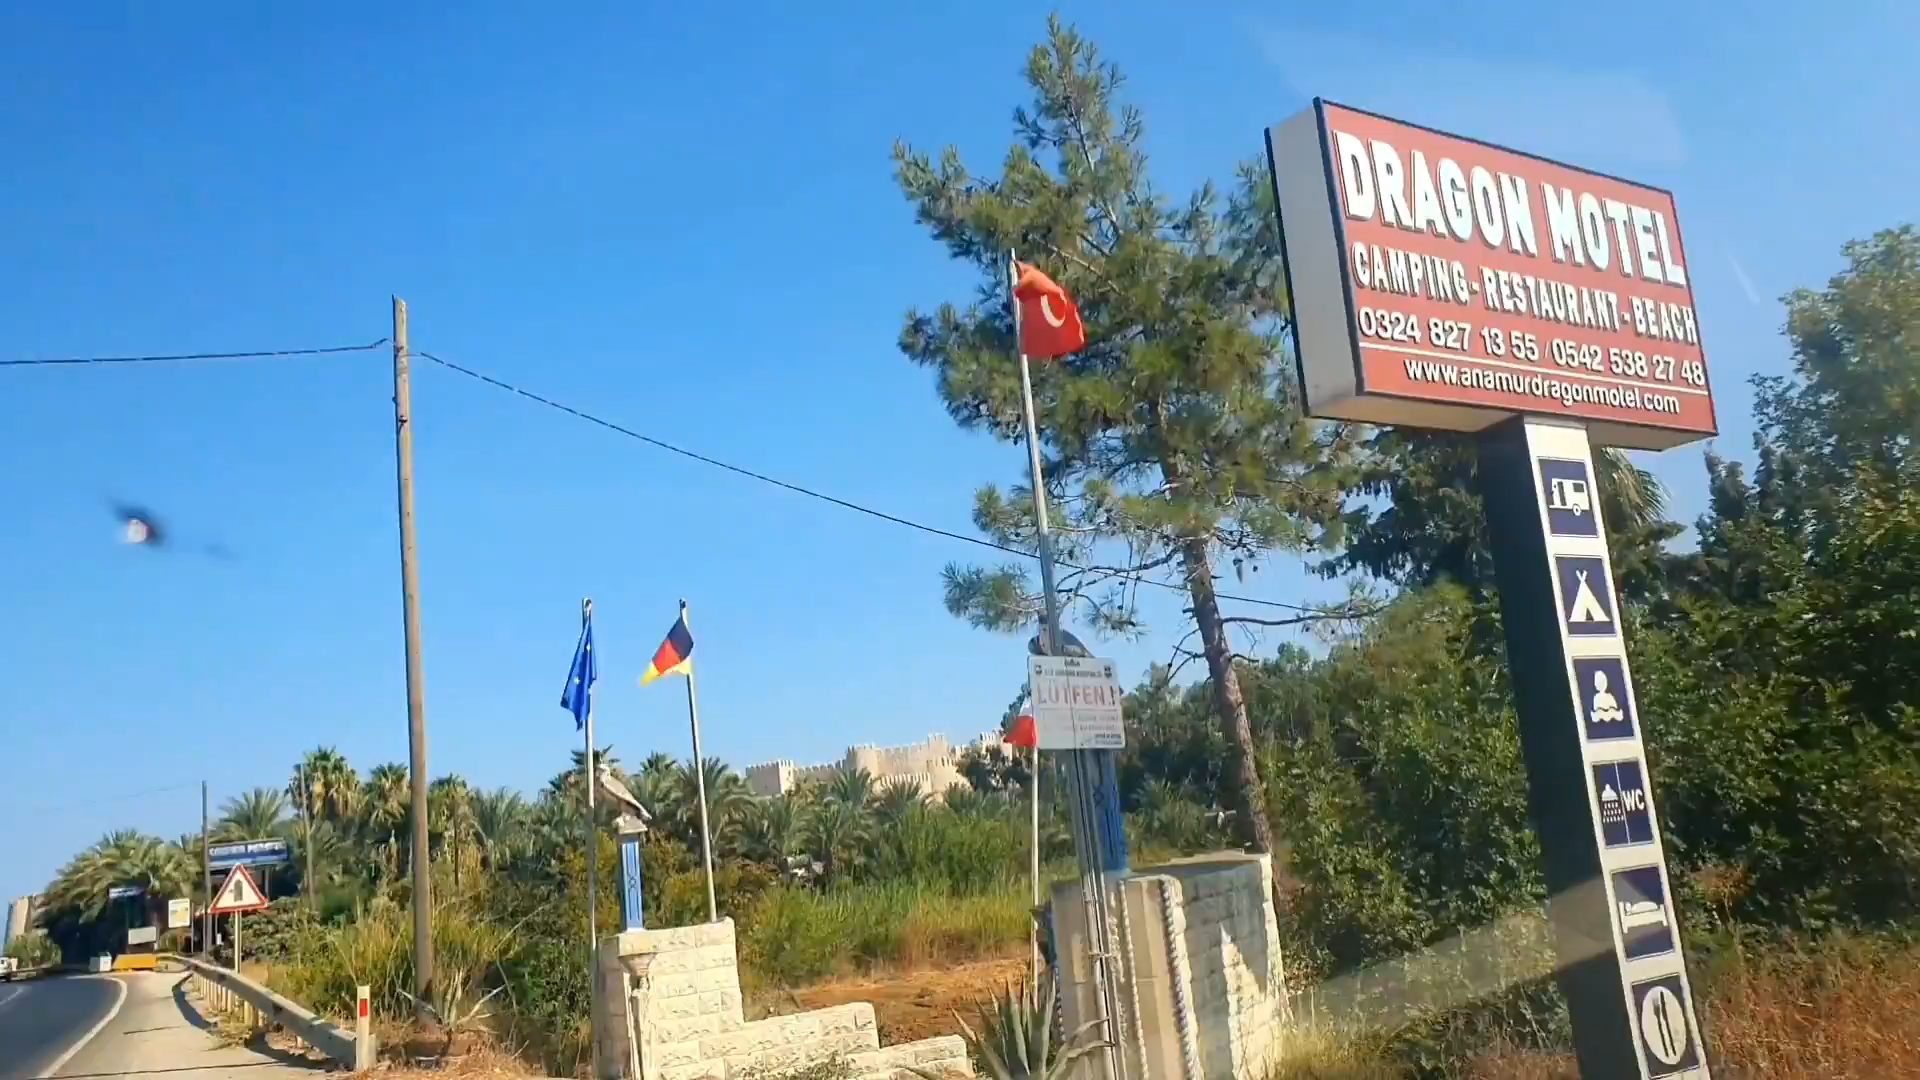 DRAGON MOTEL
CAMPING-RESTAURANT-BEACH
0324 827 13 55 / 0542 538 27 48
www.anamurdragonmotel.com
WC
LÜTFEN!